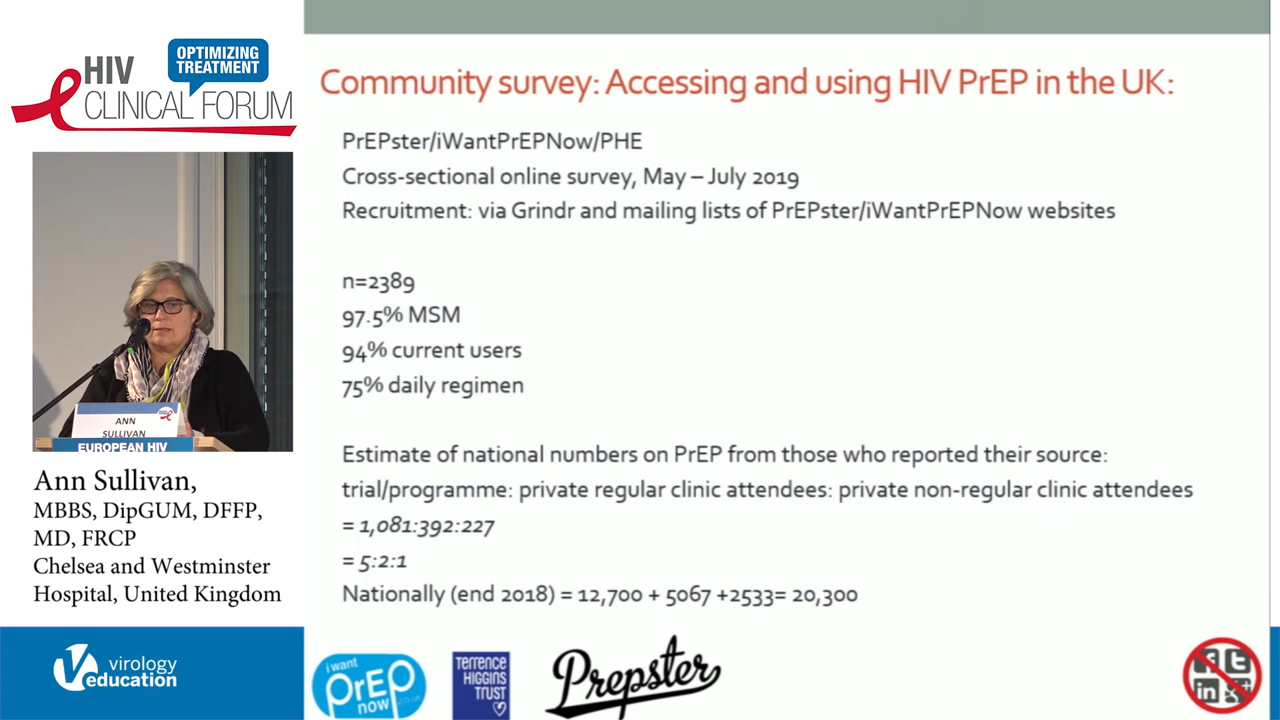 HIV
CLINICAL FORUM
OPTIMIZING
TREATMENT
ANN
SULLIVAN
EUROPEAN HIV
Ann Sullivan,
MBBS, DipGUM, DFFP,
MD, FRCP
Chelsea and Westminster
Hospital, United Kingdom
virology
education
Community survey: Accessing and using HIV PrEP in the UK:
PrEPster/iWantPrEPNow/PHE
Cross-sectional online survey, May – July 2019
Recruitment: via Grindr and mailing lists of PrEPster/iWantPrEPNow websites
n=2389
97.5% MSM
94% current users
75% daily regimen
Estimate of national numbers on PrEP from those who reported their source:
trial/programme: private regular clinic attendees: private non-regular clinic attendees
= 1,081:392:227
= 5:2:1
Nationally (end 2018) = 12,700 + 5067 +2533= 20,300
i want
prEP
now
TERRENCE
HIGGINS
TRUST
Prepster
in